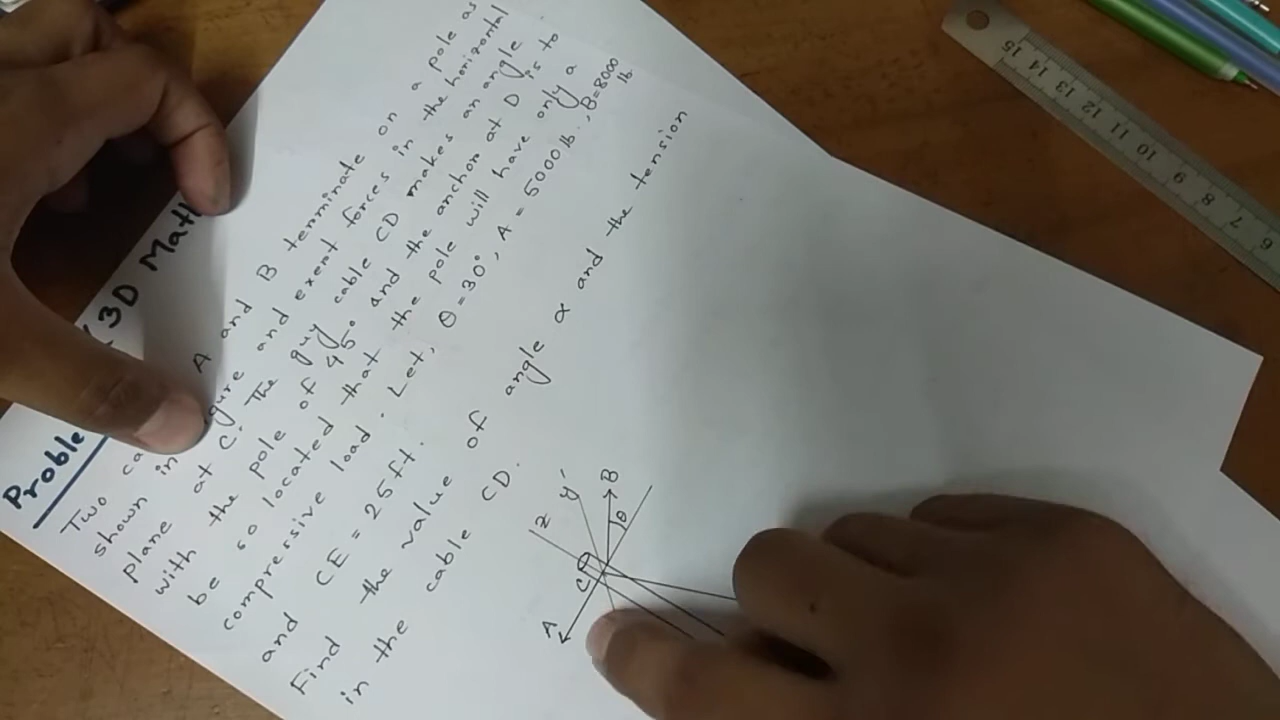 3D Math
Two A and B terminate on a pole as
shown in and exert forces in the horizontal
plane at C. The guy cable CD makes an angle
with the pole of 45° and the anchor at D is to
be so located that the pole will have only a
compressive load. Let, θ = 30°, A = 5000 lb., B = 8000
lb
and CE = 25 ft.
Find the value of angle α and the tension
in the cable CD.
z
y'
B
θ
C
A
15 14 13 12 11 10 9 8 7 6